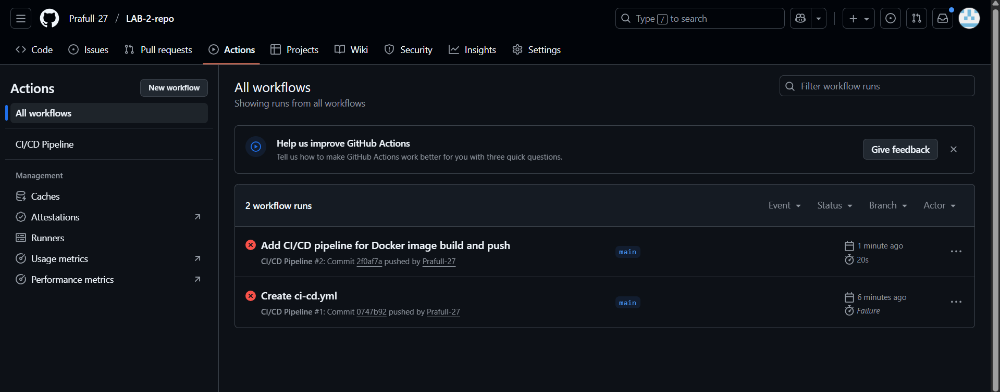 Prafull-27 / LAB-2-repo
Type / to search
Code
Issues
Pull requests
Actions
Projects
Wiki
Security
Insights
Settings
Actions
New workflow
All workflows
CI/CD Pipeline
Management
Caches
Attestations
Runners
Usage metrics
Performance metrics
All workflows
Showing runs from all workflows
Filter workflow runs
Help us improve GitHub Actions
Tell us how to make GitHub Actions work better for you with three quick questions.
Give feedback
2 workflow runs
Event
Status
Branch
Actor
Add CI/CD pipeline for Docker image build and push
CI/CD Pipeline #2: Commit 2f0af7a pushed by Prafull-27
main
1 minute ago
20s
Create ci-cd.yml
CI/CD Pipeline #1: Commit 0747b92 pushed by Prafull-27
main
6 minutes ago
Failure